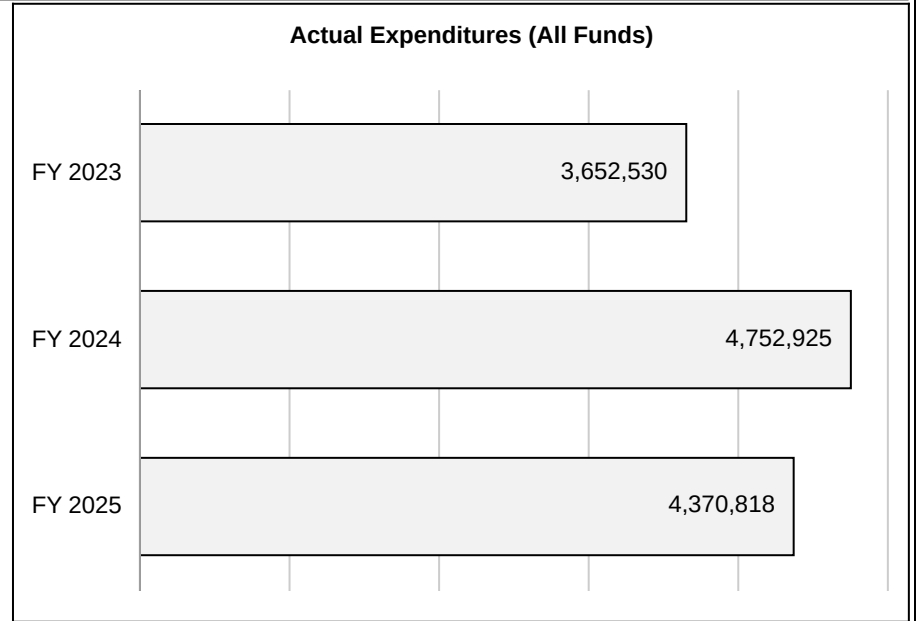 Actual Expenditures (All Funds)
FY 2023
3,652,530
FY 2024
4,752,925
FY 2025
4,370,818